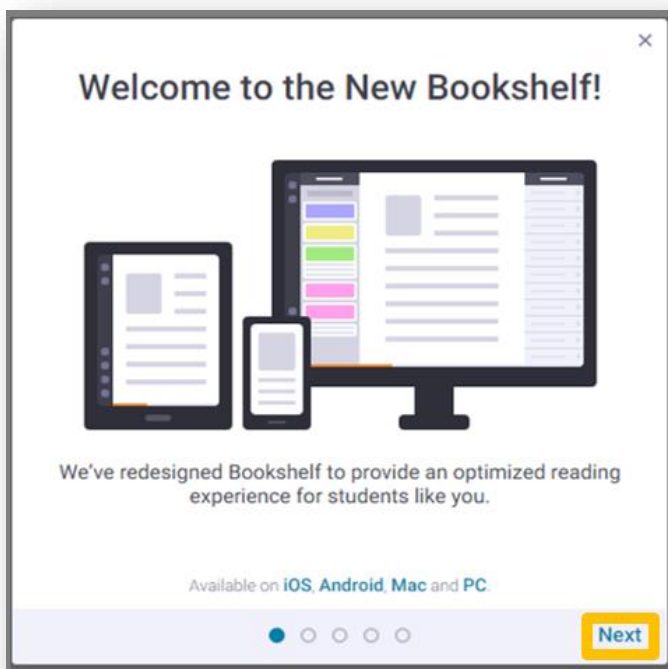 Welcome to the New Bookshelf!
We've redesigned Bookshelf to provide an optimized reading
experience for students like you.
Available on iOS, Android, Mac and PC.
Next